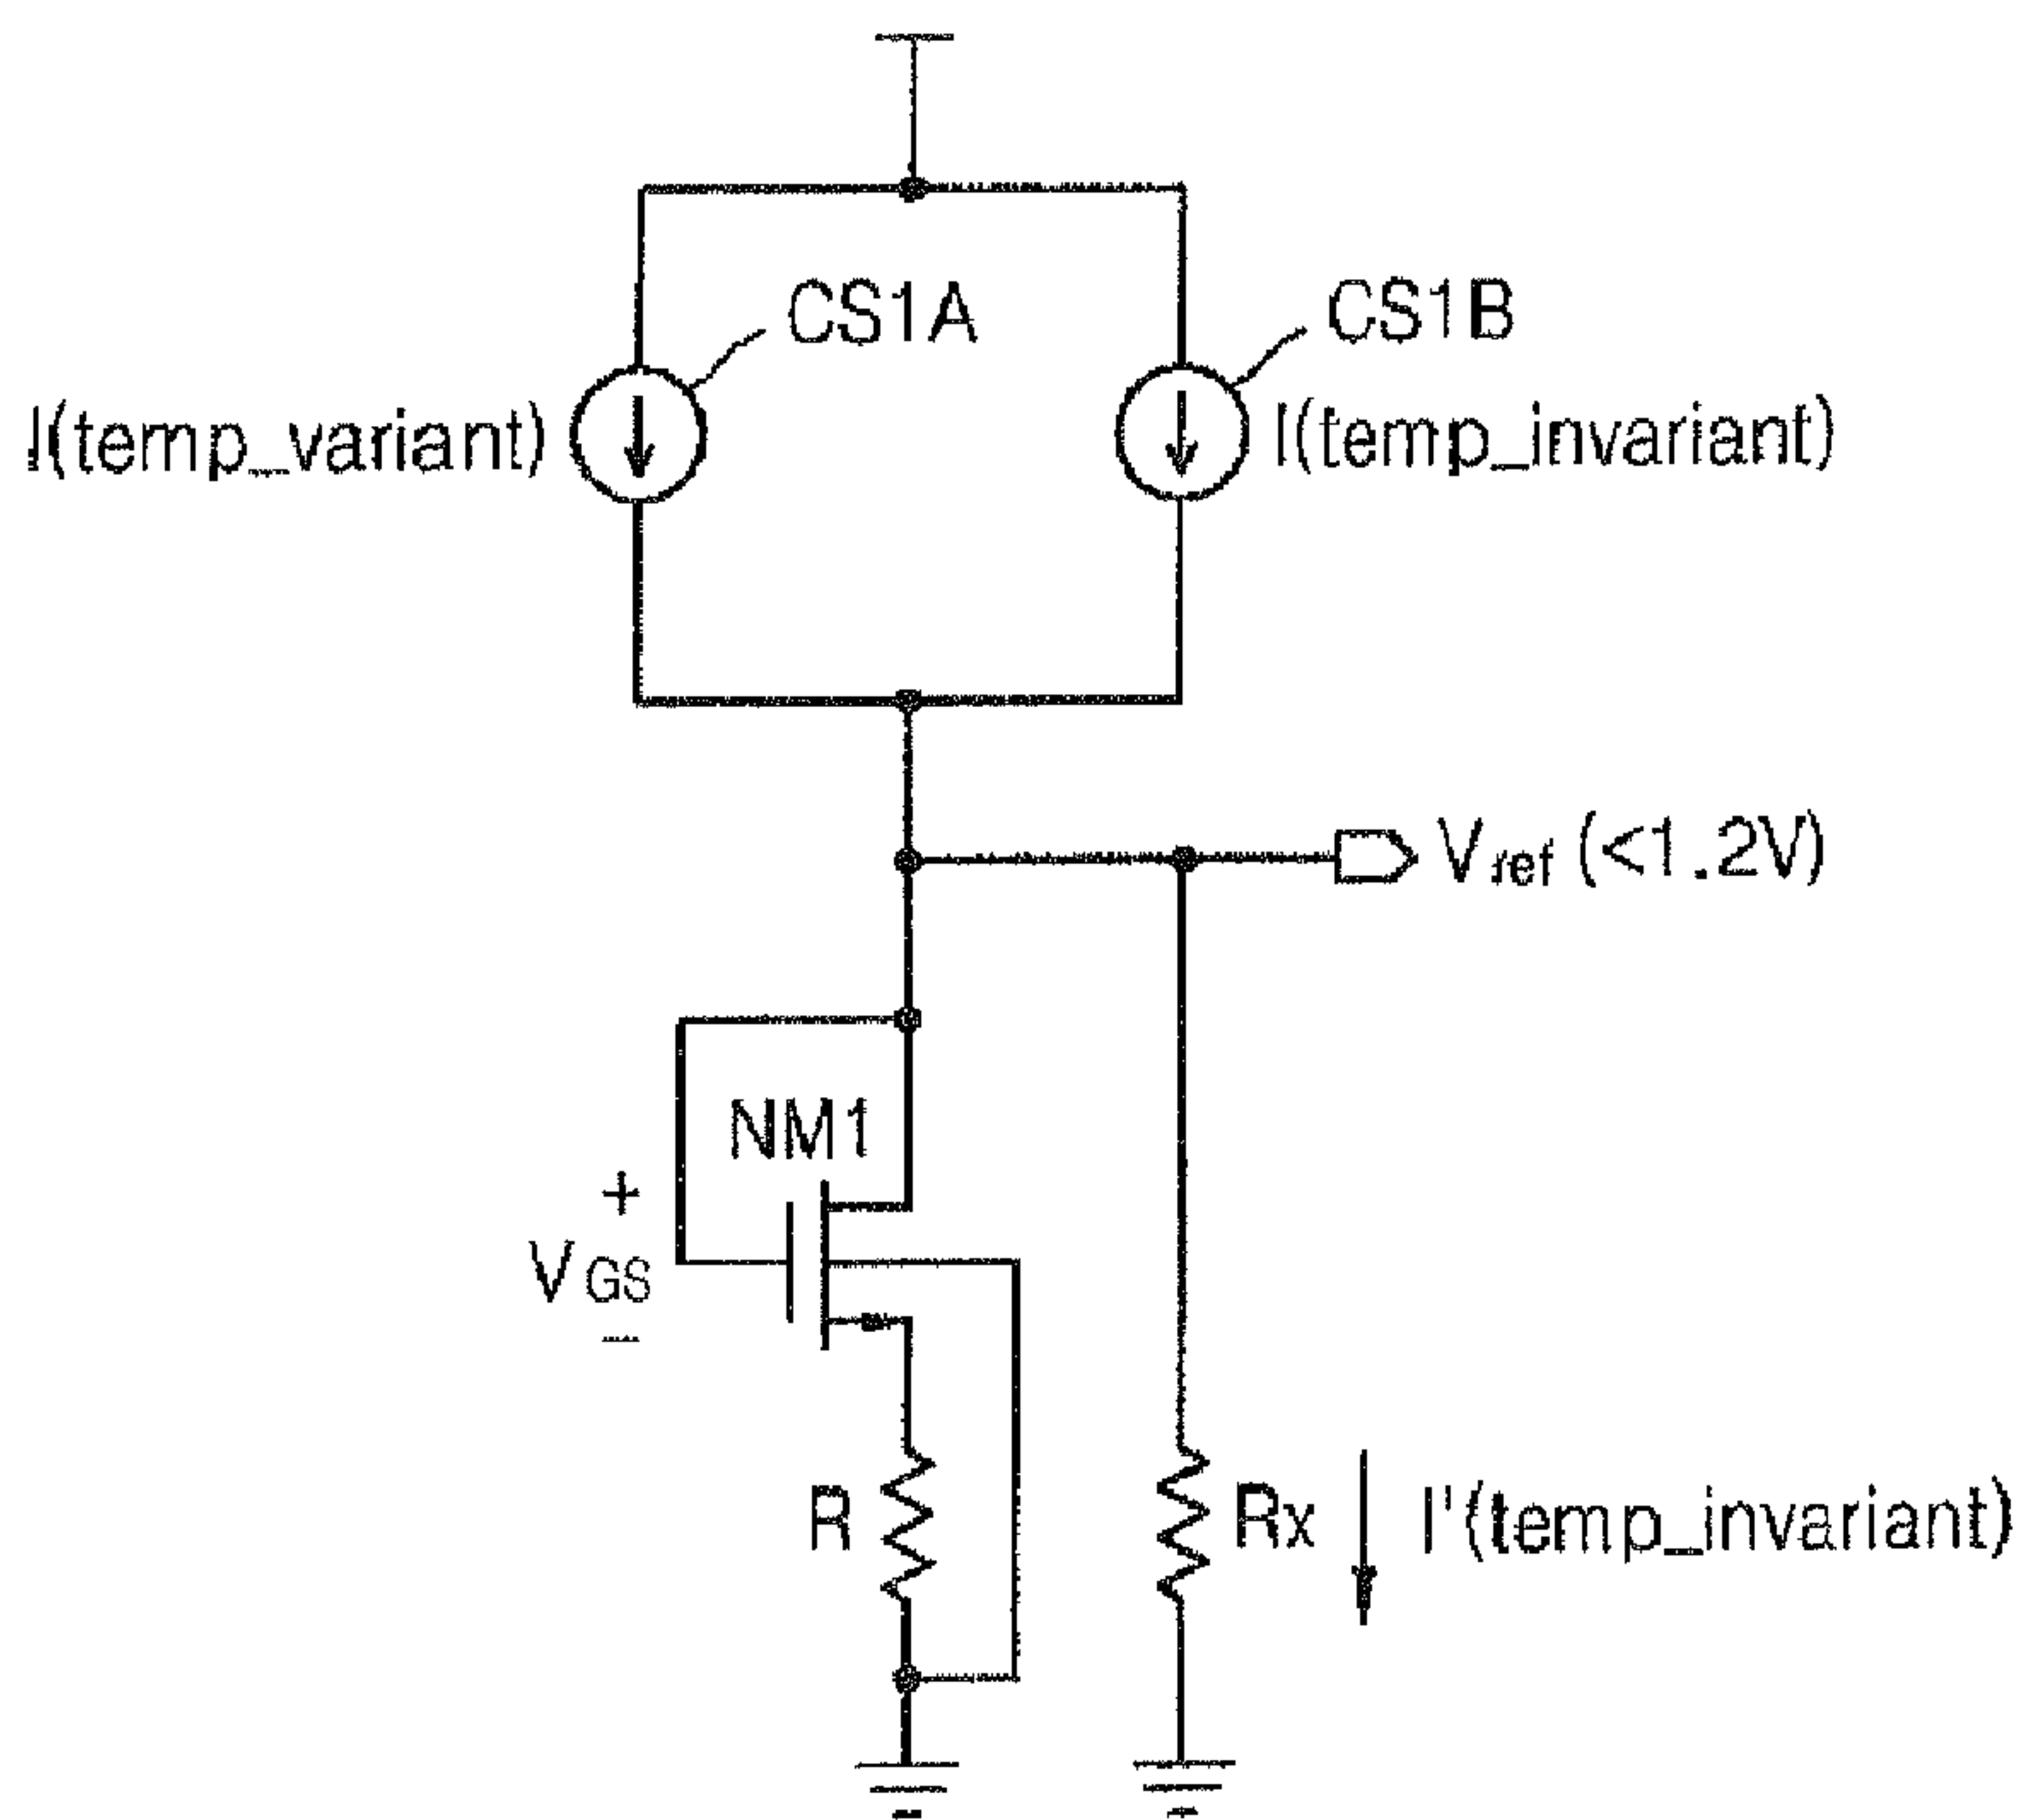 CS1A
CS1B
I(temp_variant)
I(temp_invariant)
Vref (<1.2V)
NM1
+
VGS
−
R
Rx
I'(temp_invariant)